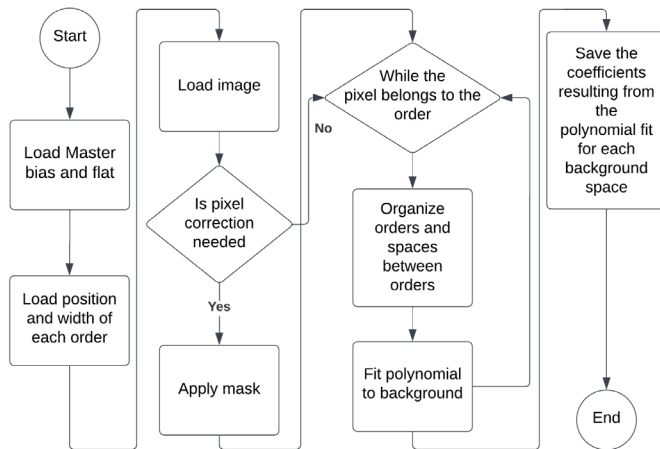 Start
Load Master
bias and flat
Load position
and width of
each order
Load image
Is pixel
correction
needed
No
Yes
Apply mask
While the
pixel belongs to the
order
Organize
orders and
spaces
between
orders
Fit polynomial
to background
Save the
coefficients
resulting from
the
polynomial fit
for each
background
space
End